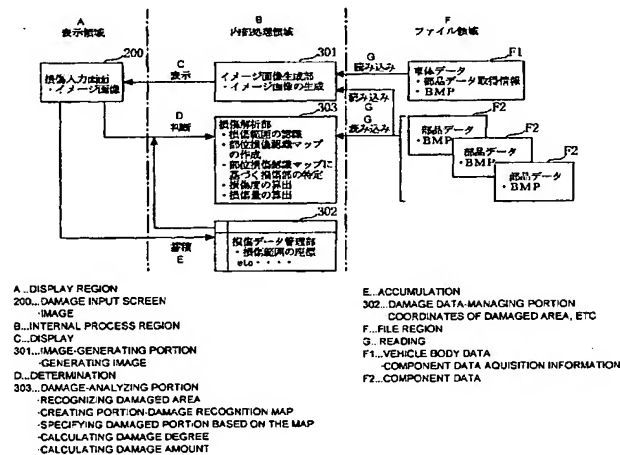 A
表示領域
B
内部処理領域
F
ファイル領域
200
損傷入力画面
・イメージ画像
C
表示
301
イメージ画像生成部
・イメージ画像の生成
G
読み込み
F1
車体データ
・部品データ取得情報
・BMP
読み込み
G
D
判断
303
損傷解析部
・損傷範囲の認識
・部位損傷認識マップ
の作成
・部位損傷認識マップに
基づく損傷部の特定
・損傷度の算出
・損傷量の算出
G
読み込み
F2
部品データ
・BMP
F2
部品データ
・BMP
F2
部品データ
・BMP
302
損傷データ管理部
・損傷範囲の座標
etc・・・・
蓄積
E
A...DISPLAY REGION
200...DAMAGE INPUT SCREEN
·IMAGE
B...INTERNAL PROCESS REGION
C...DISPLAY
301...IMAGE-GENERATING PORTION
·GENERATING IMAGE
D...DETERMINATION
303...DAMAGE-ANALYZING PORTION
·RECOGNIZING DAMAGED AREA
·CREATING PORTION-DAMAGE RECOGNITION MAP
·SPECIFYING DAMAGED PORTION BASED ON THE MAP
·CALCULATING DAMAGE DEGREE
·CALCULATING DAMAGE AMOUNT
E...ACCUMULATION
302...DAMAGE DATA-MANAGING PORTION
COORDINATES OF DAMAGED AREA, ETC
F...FILE REGION
G...READING
F1...VEHICLE BODY DATA
·COMPONENT DATA AQUISITION INFORMATION
F2...COMPONENT DATA